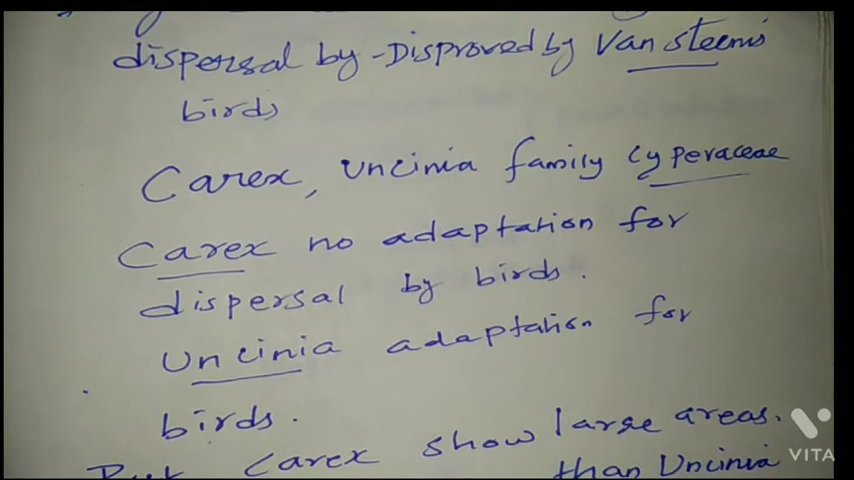 dispersal by - Disproved by Van steenis
birds
Carex, Uncinia family Cyperaceae
Carex no adaptation for
dispersal by birds.
Uncinia adaptation for
birds.
But Carex show large areas.
than Uncinia
VITA